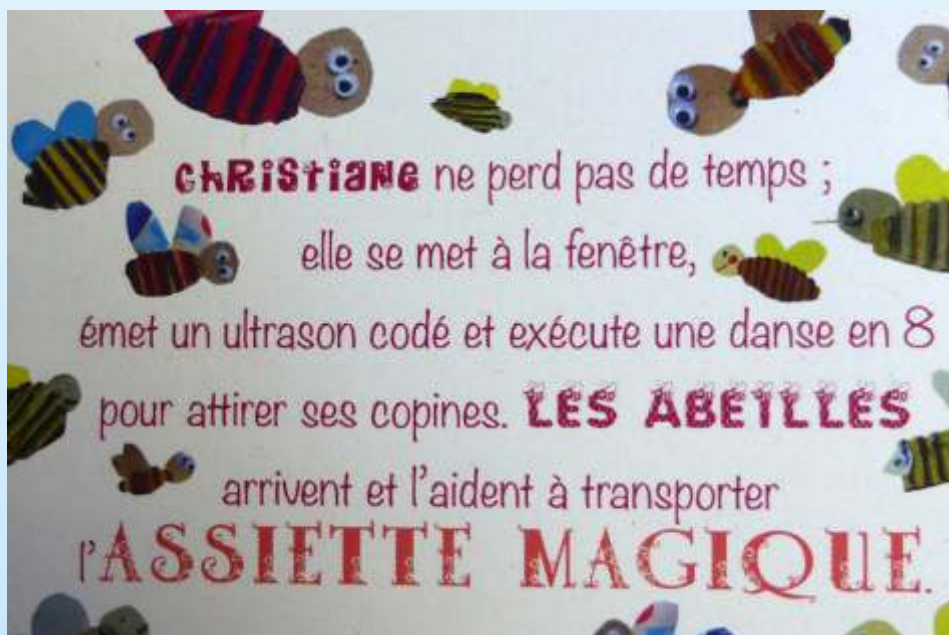 CHRISTIANE ne perd pas de temps ;
elle se met à la fenêtre,
émet un ultrason codé et exécute une danse en 8
pour attirer ses copines. LES ABEILLES
arrivent et l'aident à transporter
l'ASSIETTE MAGIQUE.